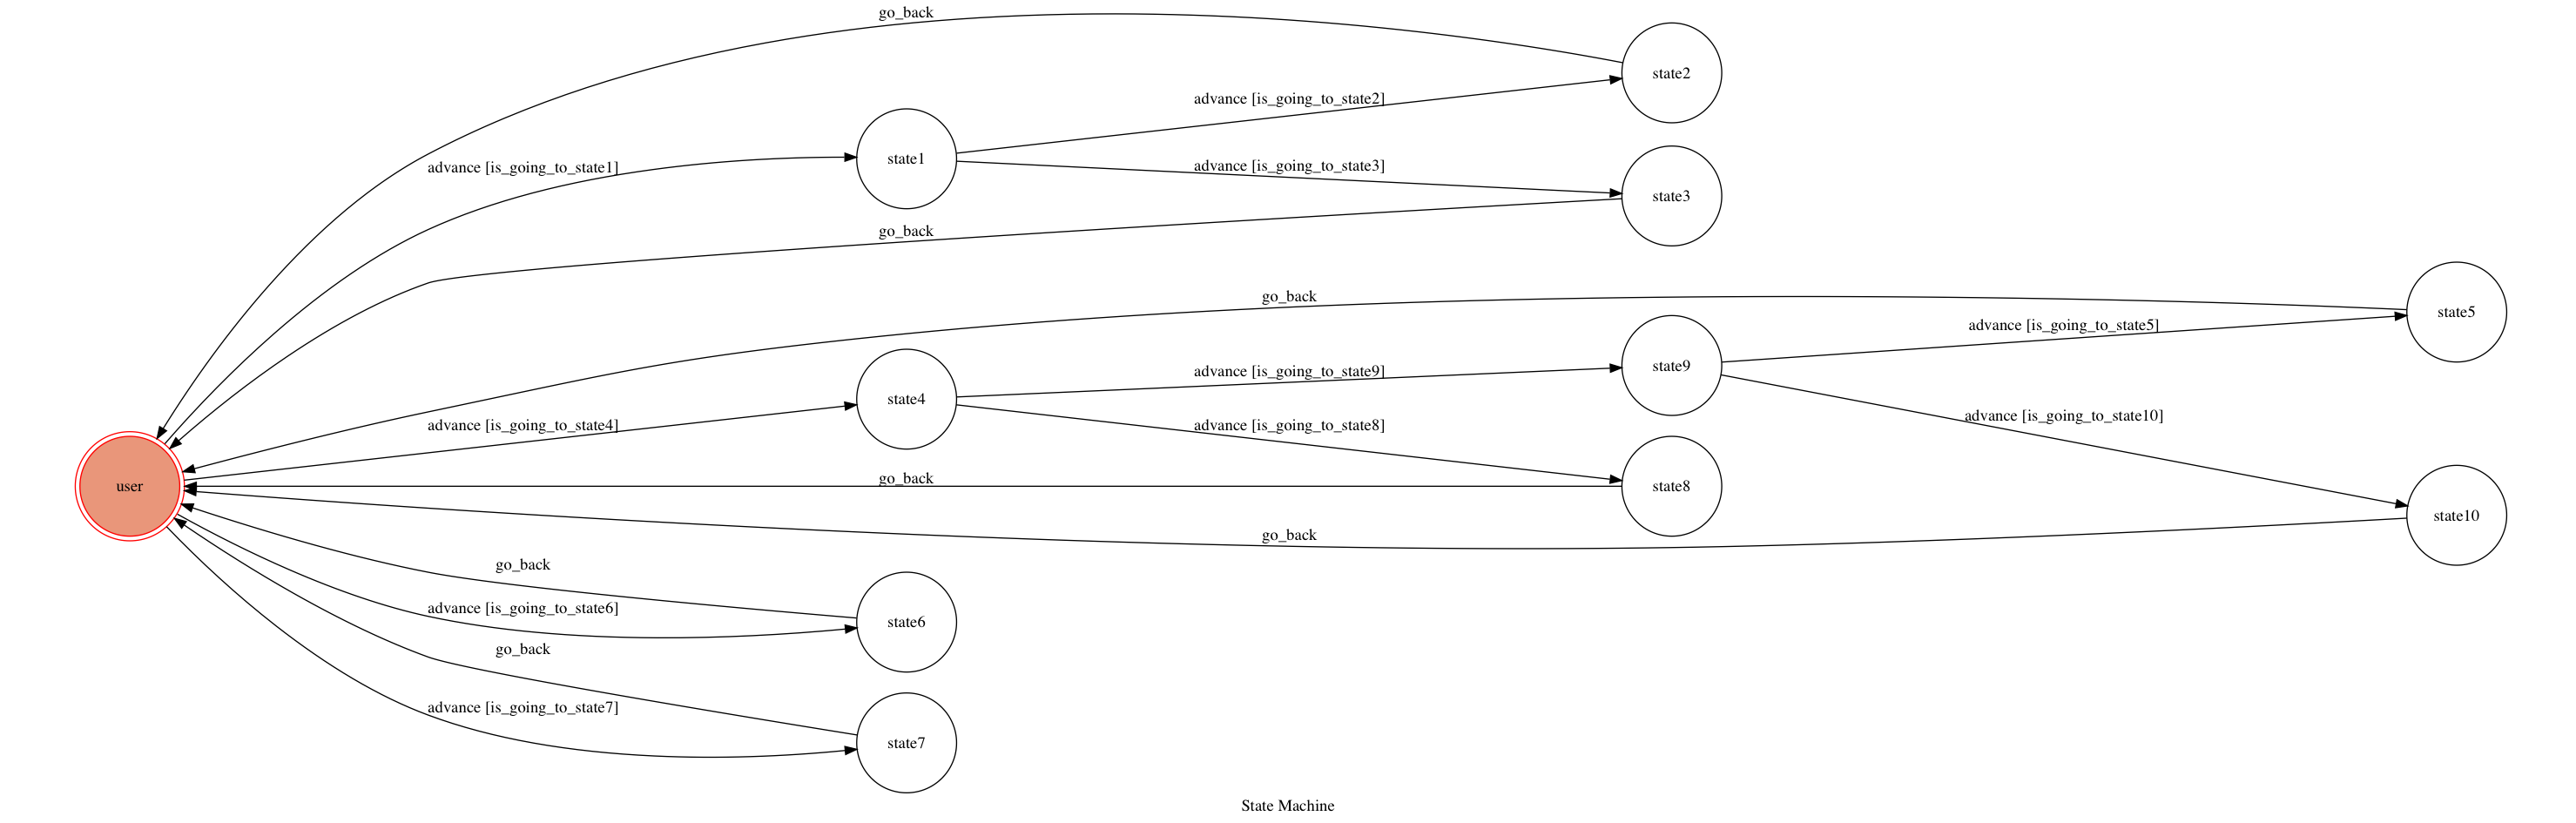 go_back
state2
advance [is_going_to_state2]
state1
advance [is_going_to_state1]
advance [is_going_to_state3]
state3
go_back
go_back
state5
advance [is_going_to_state5]
state9
advance [is_going_to_state9]
state4
advance [is_going_to_state4]
advance [is_going_to_state8]
advance [is_going_to_state10]
user
go_back
state8
state10
go_back
go_back
advance [is_going_to_state6]
state6
go_back
advance [is_going_to_state7]
state7
State Machine